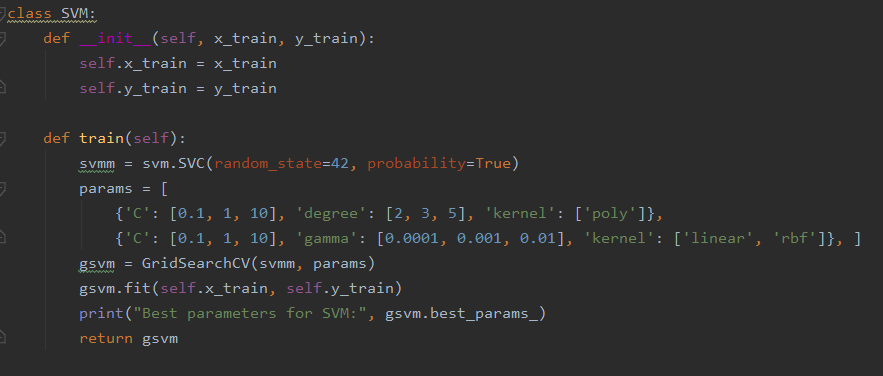 class SVM:
    def __init__(self, x_train, y_train):
        self.x_train = x_train
        self.y_train = y_train

    def train(self):
        svmm = svm.SVC(random_state=42, probability=True)
        params = [
            {'C': [0.1, 1, 10], 'degree': [2, 3, 5], 'kernel': ['poly']},
            {'C': [0.1, 1, 10], 'gamma': [0.0001, 0.001, 0.01], 'kernel': ['linear', 'rbf']}, ]
        gsvm = GridSearchCV(svmm, params)
        gsvm.fit(self.x_train, self.y_train)
        print("Best parameters for SVM:", gsvm.best_params_)
        return gsvm